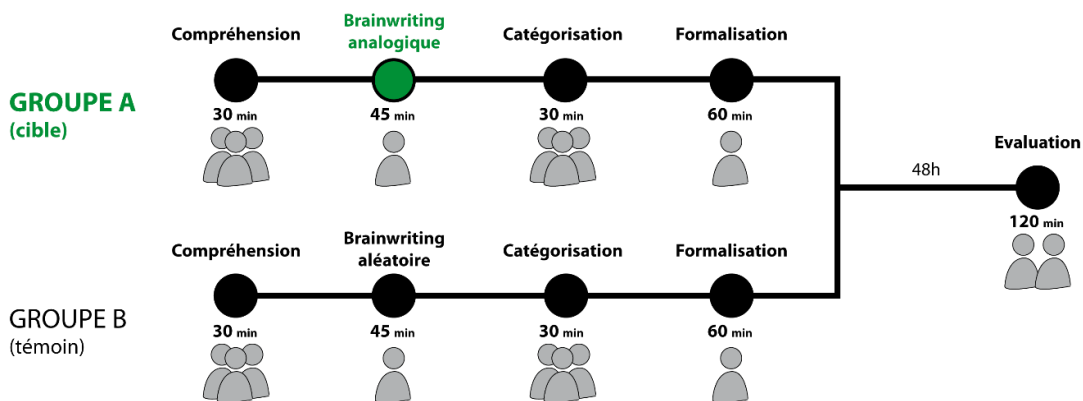 Compréhension
Brainwriting
analogique
Catégorisation
Formalisation
GROUPE A
(cible)
30 min
45 min
30 min
60 min
Evaluation
48h
120 min
Compréhension
Brainwriting
aléatoire
Catégorisation
Formalisation
GROUPE B
(témoin)
30 min
45 min
30 min
60 min